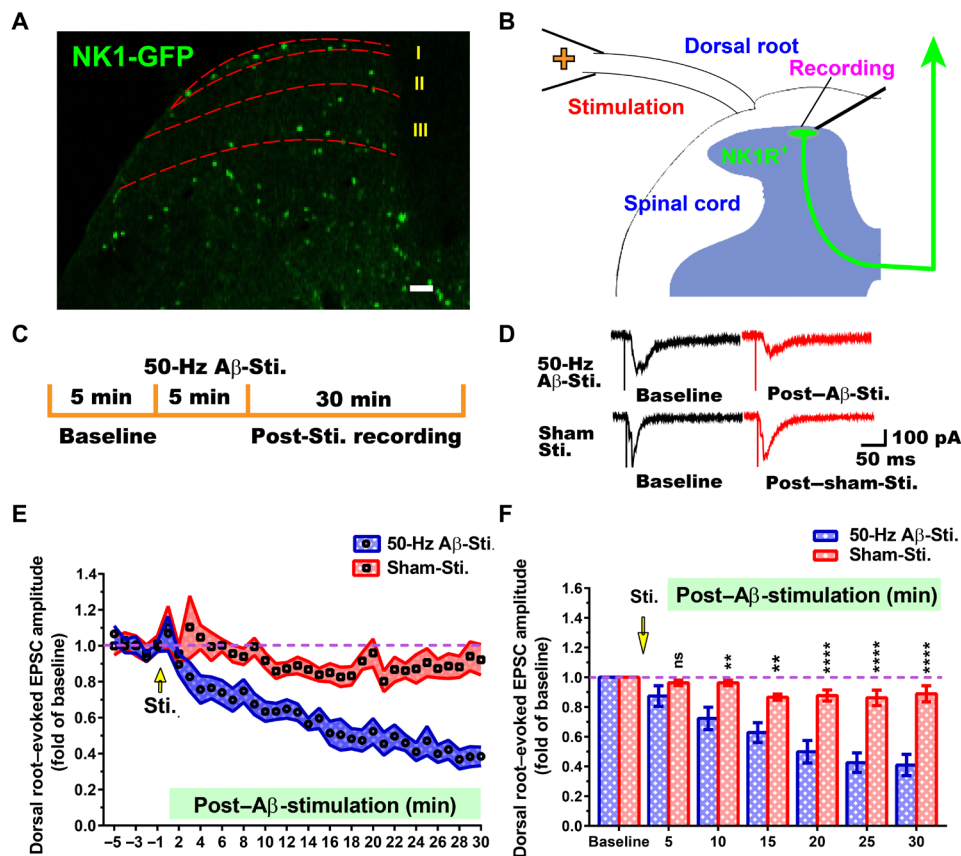 A
NK1-GFP
I
II
III
B
Dorsal root
Recording
Stimulation
NK1R+
Spinal cord
C
50-Hz Aβ-Sti.
5 min 5 min 30 min
Baseline Post-Sti. recording
D
50-Hz
Aβ-Sti.
Baseline Post–Aβ-Sti.
Sham
Sti.
100 pA
50 ms
Baseline Post–sham-Sti.
E
50-Hz Aβ-Sti.
Sham-Sti.
Dorsal root–evoked EPSC amplitude
(fold of baseline)
1.4
1.2
1.0
0.8
0.6
0.4
0.2
0.0
Sti.
Post–Aβ-stimulation (min)
–5 –3 –1 2 4 6 8 10 12 14 16 18 20 22 24 26 28 30
F
50-Hz Aβ-Sti.
Sham-Sti.
Dorsal root–evoked EPSC amplitude
(fold of baseline)
1.6
1.4
1.2
1.0
0.8
0.6
0.4
0.2
0.0
Sti.
Post–Aβ-stimulation (min)
ns ** ** **** **** ****
Baseline 5 10 15 20 25 30